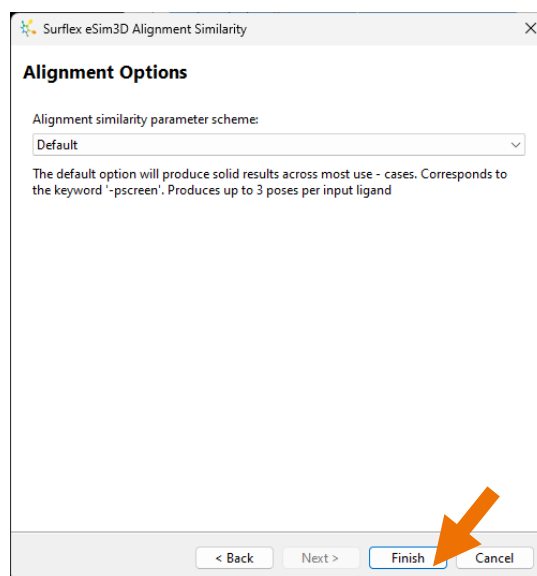 Surflex eSim3D Alignment Similarity
Alignment Options
Alignment similarity parameter scheme:
Default
The default option will produce solid results across most use - cases. Corresponds to
the keyword '-pscreen'. Produces up to 3 poses per input ligand
< Back Next > Finish Cancel